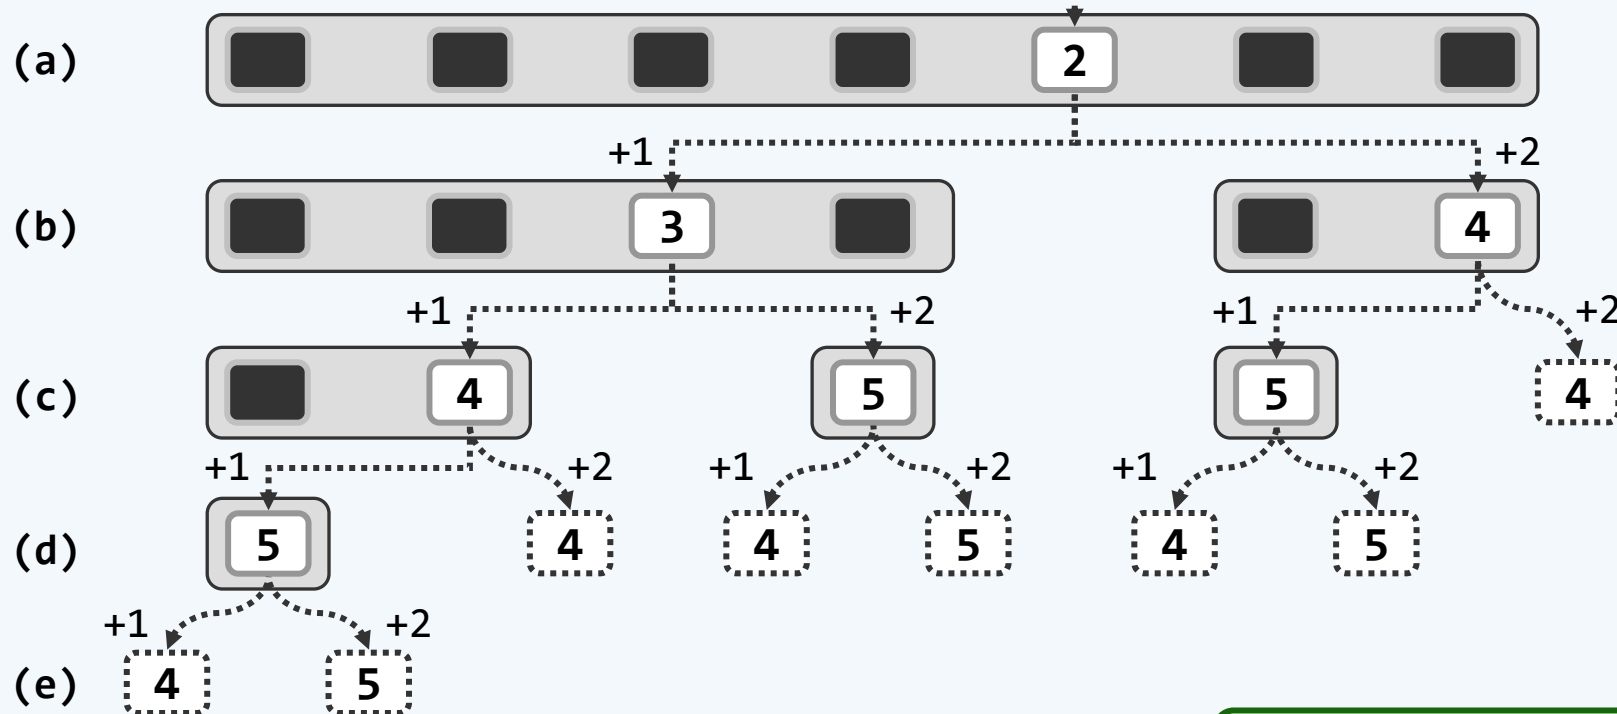 (a) 2
+1 +2
(b) 3 4
+1 +2 +1 +2
(c) 4 5 5 4
+1 +2 +1 +2 +1 +2
(d) 5 4 4 5 4 5
+1 +2
(e) 4 5